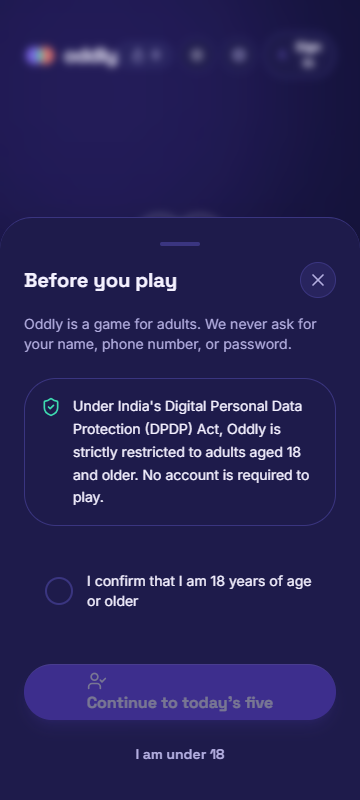 oddly
Before you play
Oddly is a game for adults. We never ask for
your name, phone number, or password.
Under India's Digital Personal Data
Protection (DPDP) Act, Oddly is
strictly restricted to adults aged 18
and older. No account is required to
play.
I confirm that I am 18 years of age
or older
Continue to today's five
I am under 18